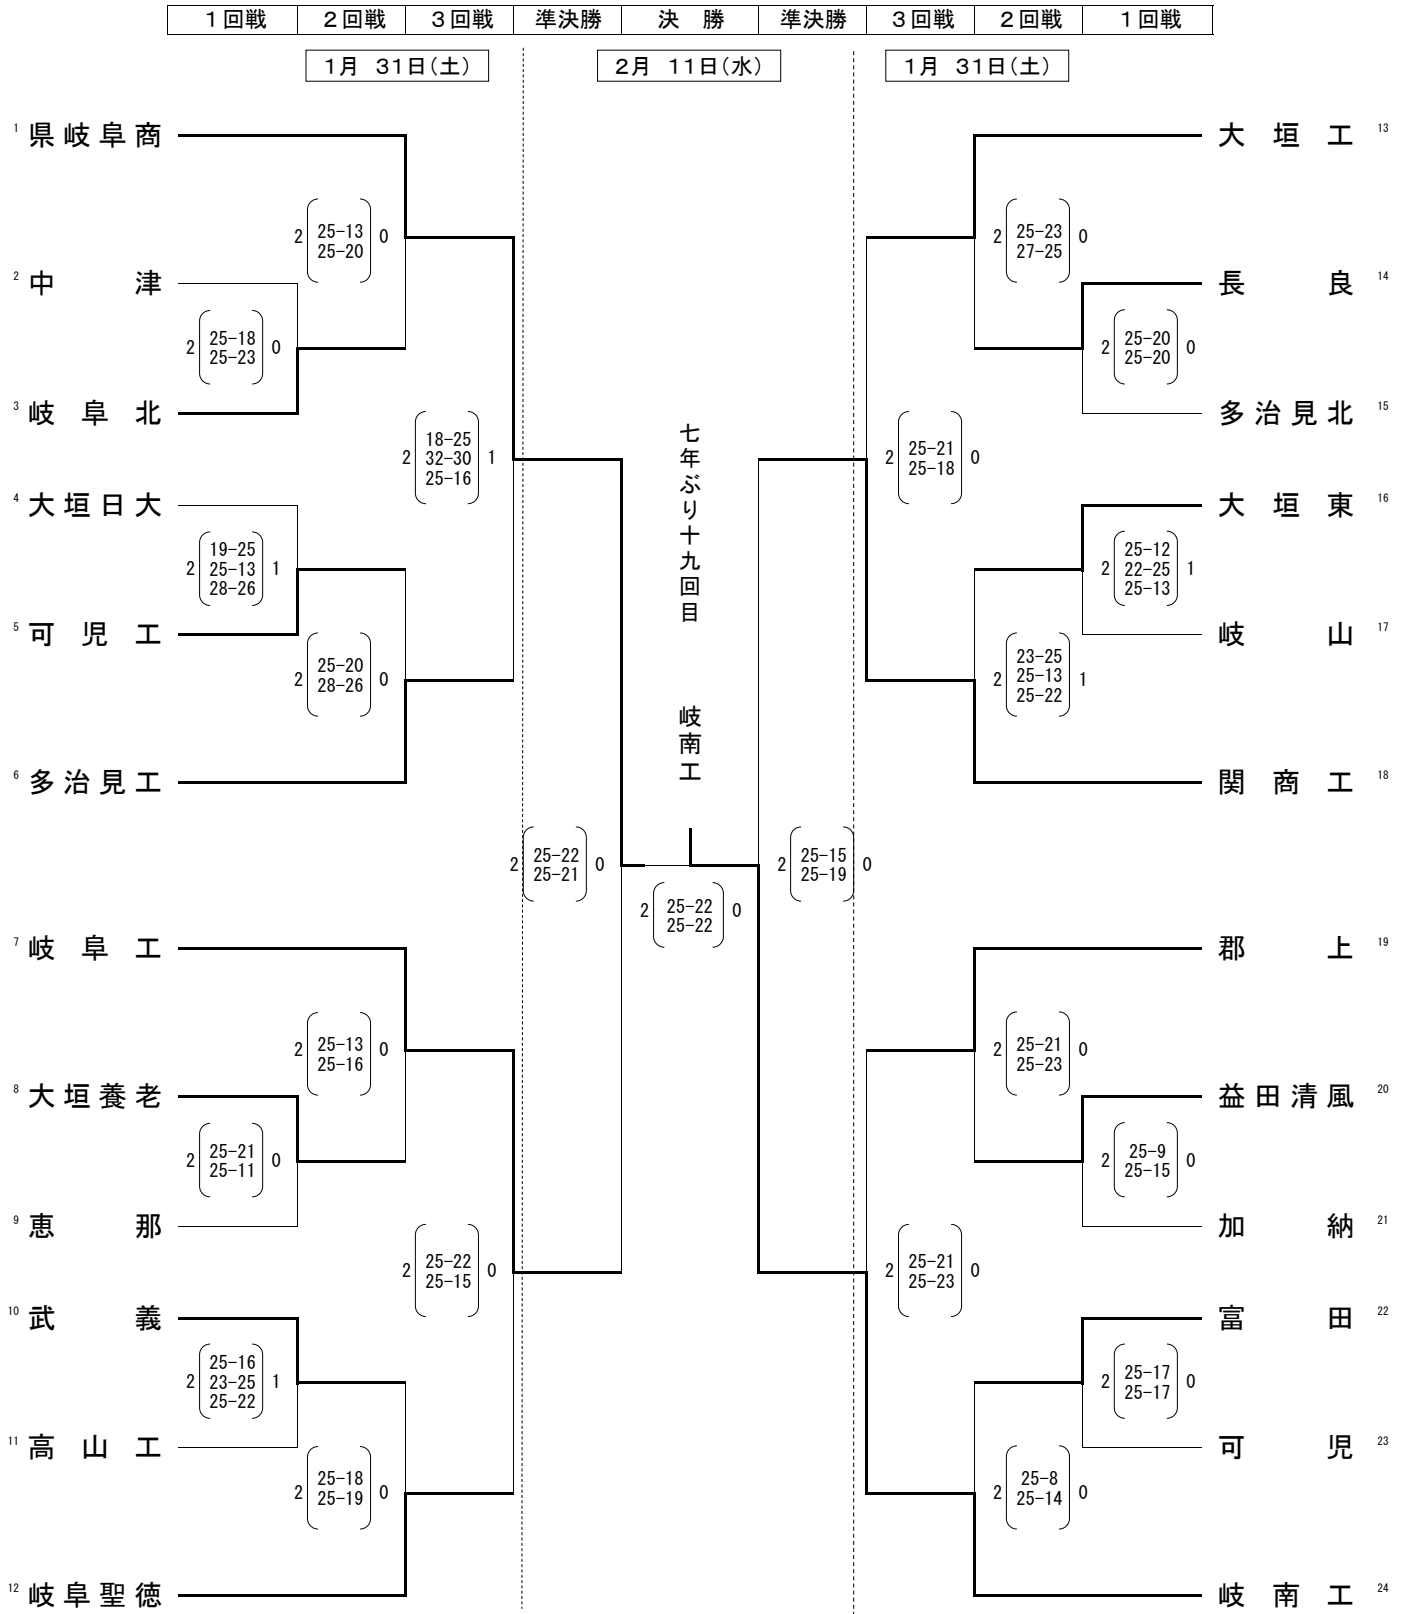 １回戦 ２回戦 ３回戦 準決勝 決　勝 準決勝 ３回戦 ２回戦 １回戦
１月　31日（土） ２月　11日（水） １月　31日（土）
1 県岐阜商
2 25-13 0
25-20
2 中津
2 25-18 0
25-23
3 岐阜北
18-25
2 32-30 1
25-16
4 大垣日大
19-25
2 25-13 1
28-26
5 可児工
2 25-20 0
28-26
6 多治見工
2 25-22 0
25-21
7 岐阜工
2 25-13 0
25-16
8 大垣養老
2 25-21 0
25-11
9 恵那
2 25-22 0
25-15
10 武義
25-16
2 23-25 1
25-22
11 高山工
2 25-18 0
25-19
12 岐阜聖徳
七年ぶり十九回目　岐南工
2 25-22 0
25-22
大垣工 13
2 25-23 0
27-25
長良 14
2 25-20 0
25-20
多治見北 15
2 25-21 0
25-18
大垣東 16
25-12
2 22-25 1
25-13
岐山 17
23-25
2 25-13 1
25-22
関商工 18
2 25-15 0
25-19
郡上 19
2 25-21 0
25-23
益田清風 20
2 25-9 0
25-15
加納 21
2 25-21 0
25-23
富田 22
2 25-17 0
25-17
可児 23
2 25-8 0
25-14
岐南工 24